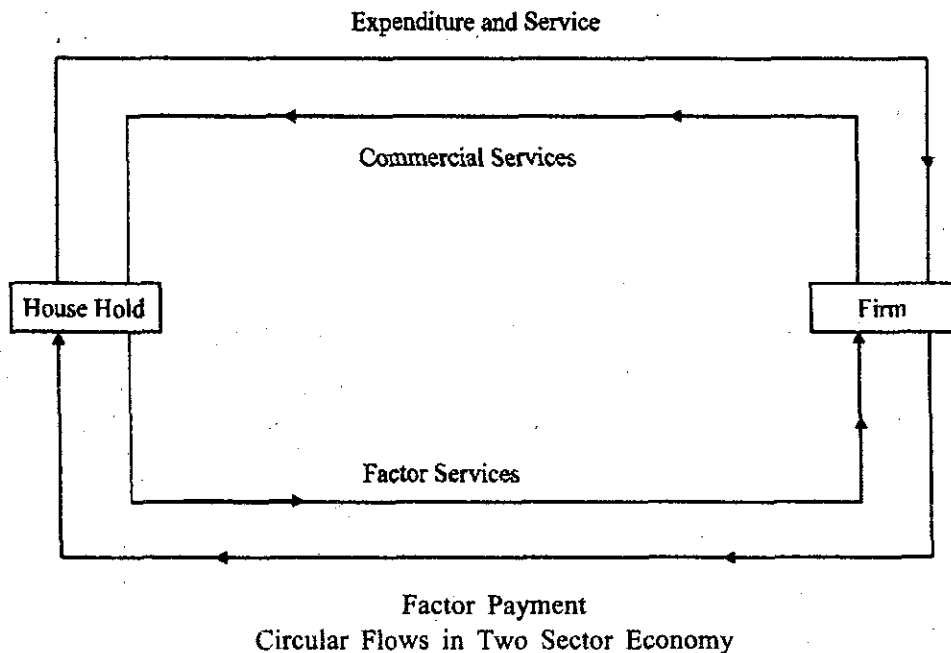 Expenditure and Service
Commercial Services
House Hold
Firm
Factor Services
Factor Payment
Circular Flows in Two Sector Economy